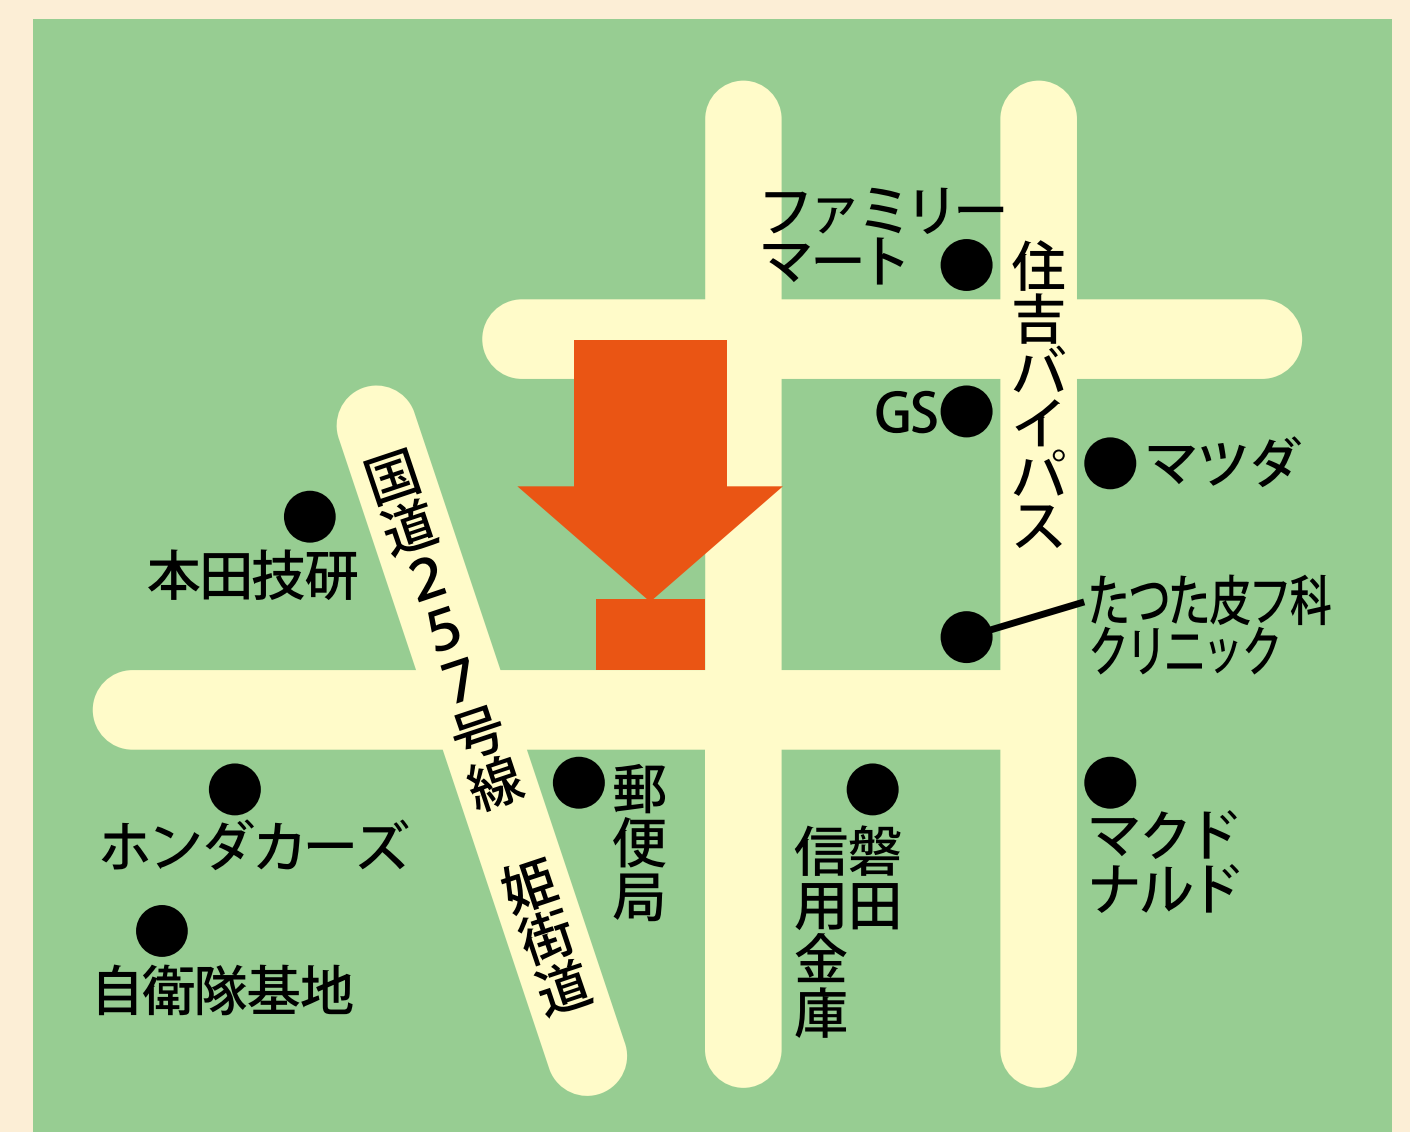 ファミリー
マート
住吉バイパス
GS
マツダ
国道257号線　姫街道
本田技研
たつた皮フ科
クリニック
郵便局
ホンダカーズ
磐田
信用金庫
マクド
ナルド
自衛隊基地